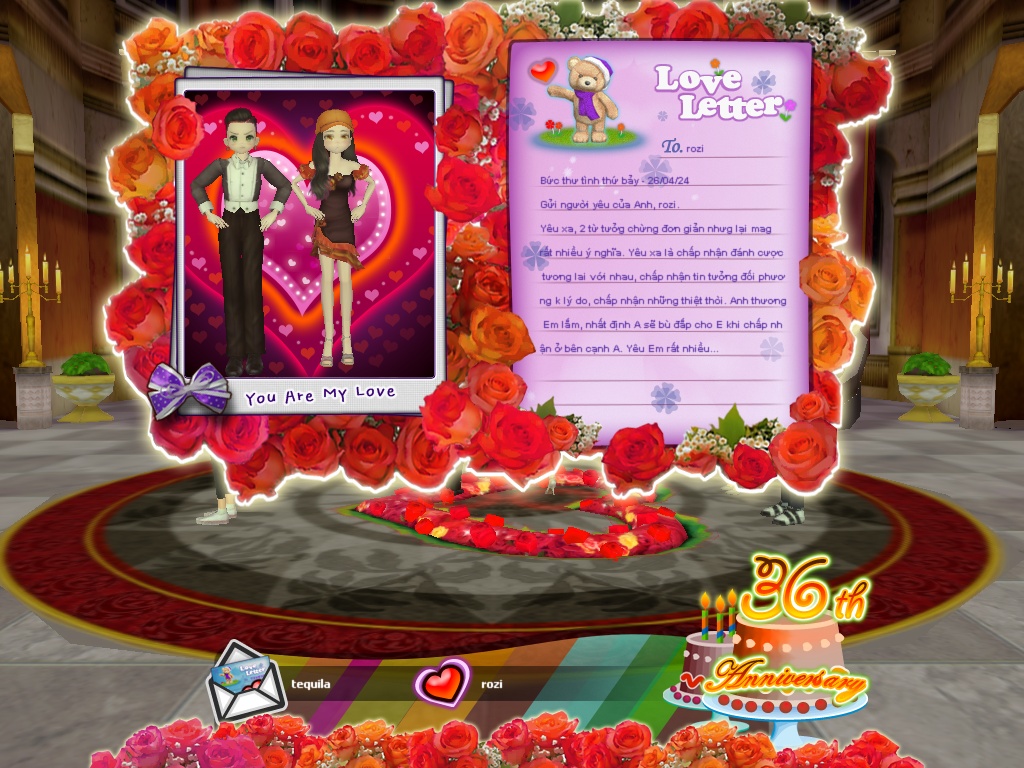 Love
Letter
To. rozi
Bức thư tình thứ bảy - 26/04/24
Gửi người yêu của Anh, rozi.
Yêu xa, 2 từ tưởg chừng đơn giản nhưg lại mag
rất nhiều ý nghĩa. Yêu xa là chấp nhận đánh cược
tương lai với nhau, chấp nhận tin tưởng đối phươ
ng k lý do, chấp nhận những thiệt thòi. Anh thương
Em lắm, nhất định A sẽ bù đắp cho E khi chấp nh
ận ở bên cạnh A. Yêu Em rất nhiều...
You Are My Love
36th
Anniversary
tequila
rozi